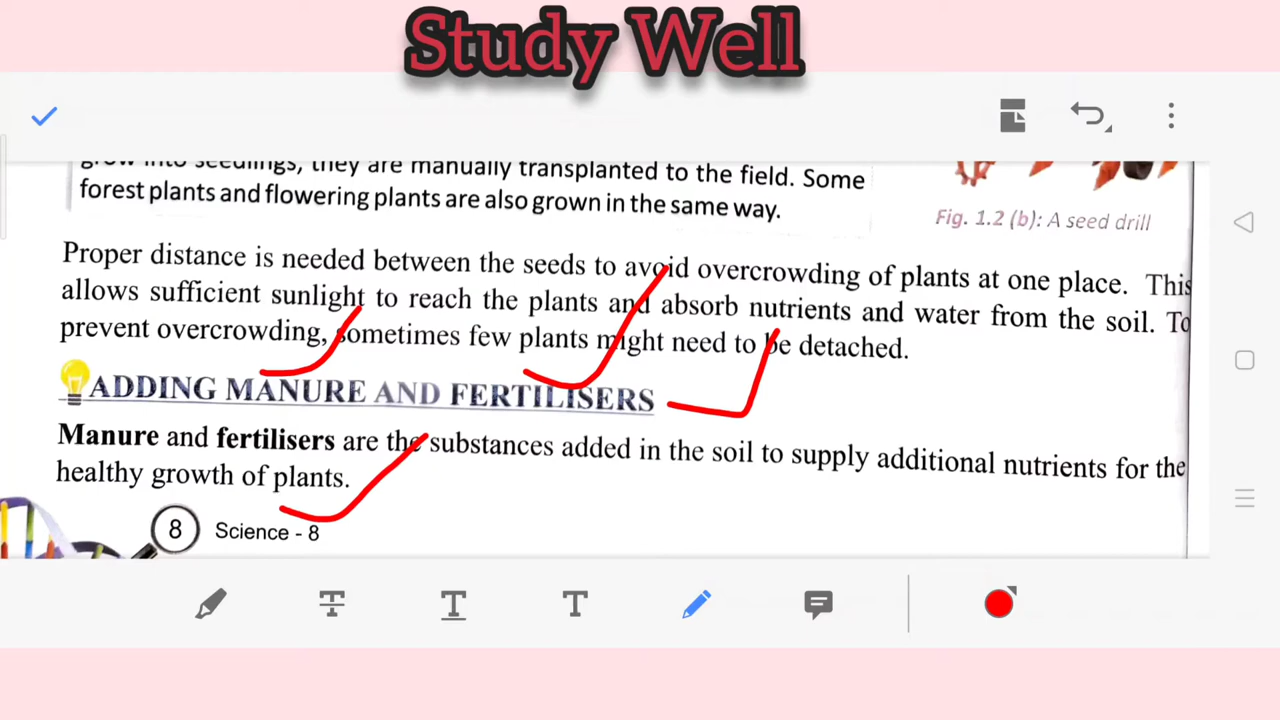 Study Well
grow into seedlings, they are manually transplanted to the field. Some
forest plants and flowering plants are also grown in the same way.
Fig. 1.2 (b): A seed drill
Proper distance is needed between the seeds to avoid overcrowding of plants at one place. This
allows sufficient sunlight to reach the plants and absorb nutrients and water from the soil. To
prevent overcrowding, sometimes few plants might need to be detached.
ADDING MANURE AND FERTILISERS
Manure and fertilisers are the substances added in the soil to supply additional nutrients for the
healthy growth of plants.
8 Science - 8
T T T